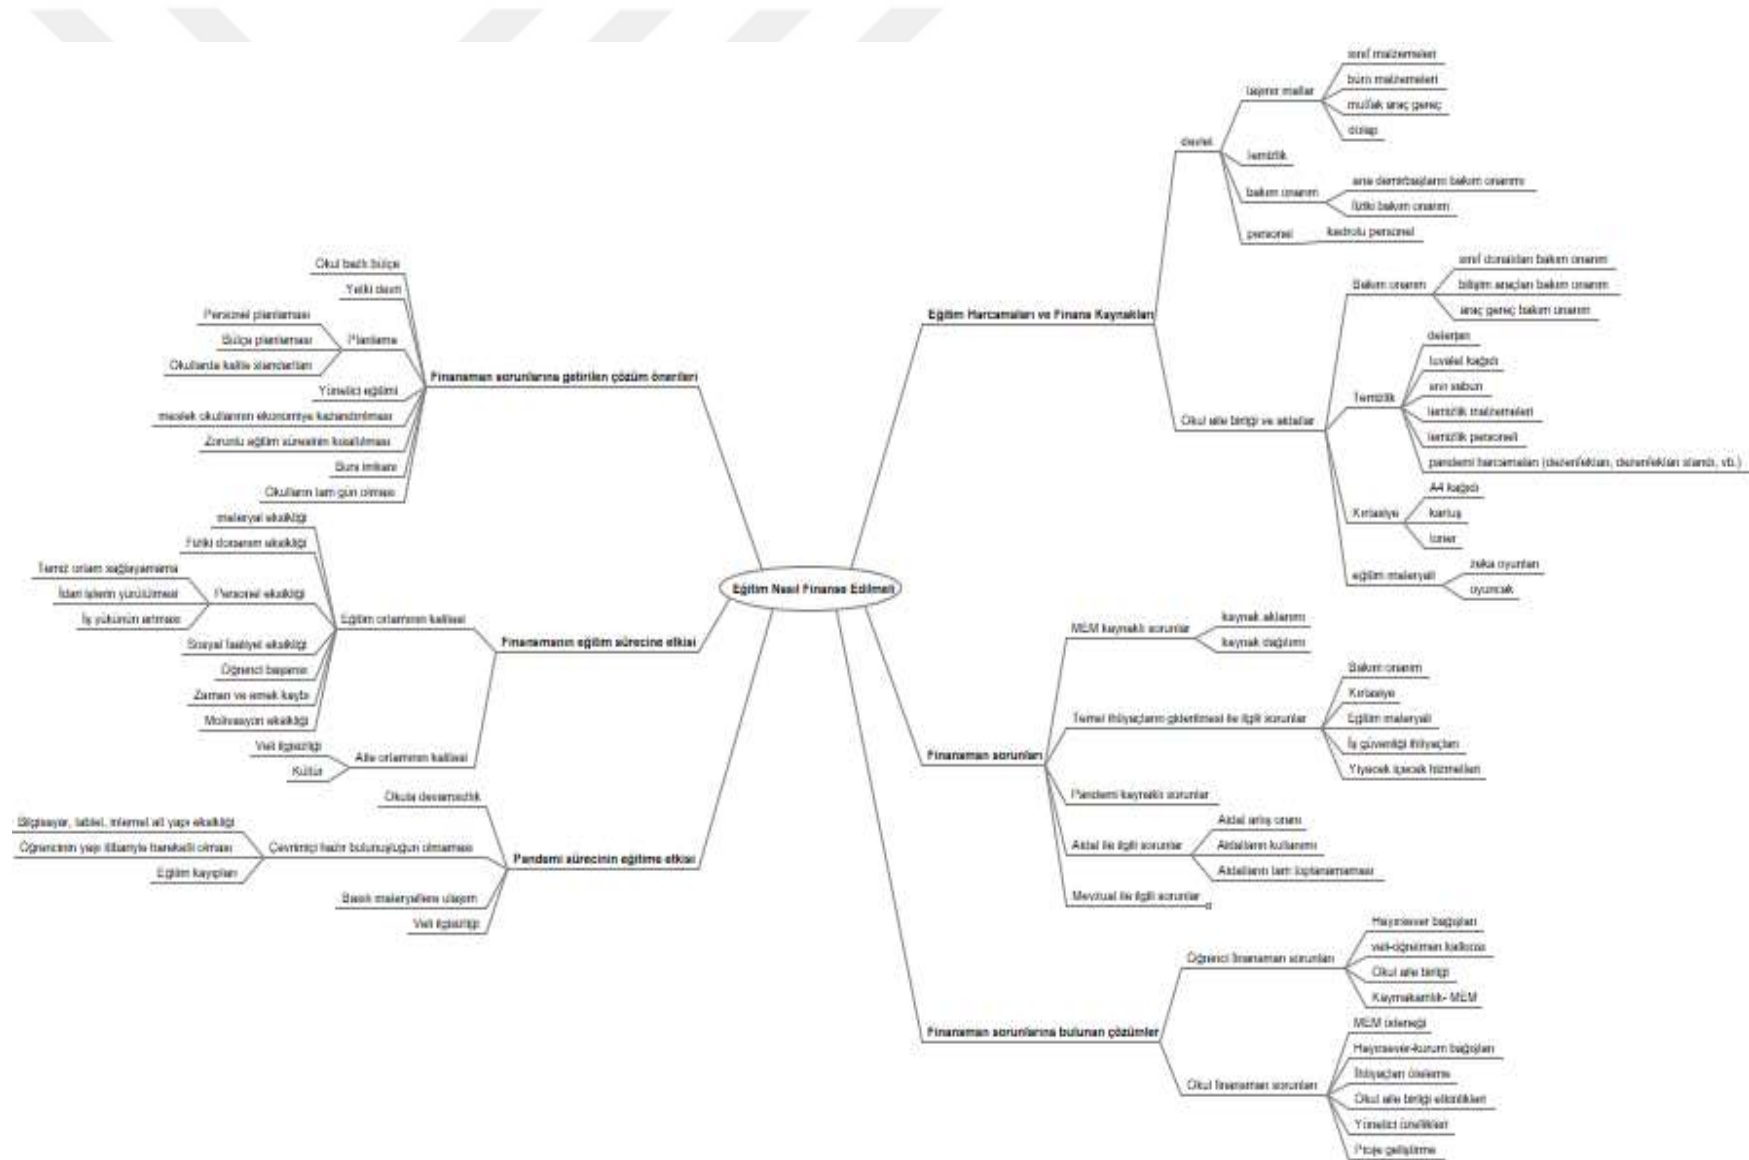 Eğitim Nasıl Finanse Edilmeli
Eğitim Harcamaları ve Finans Kaynakları
devlet
taşınır mallar
sınıf malzemeleri
büro malzemeleri
mutfak araç gereç
dolap
temizlik
bakım onarım
ana demirbaşların bakım onarımı
fiziki bakım onarım
personel
kadrolu personel
Okul aile birliği ve aidatlar
Bakım onarım
sınıf donatıları bakım onarım
bilişim araçları bakım onarım
araç gereç bakım onarım
Temizlik
deterjan
tuvalet kağıdı
sıvı sabun
temizlik malzemeleri
temizlik personeli
pandemi harcamaları (dezenfektan, dezenfektan standı, vb.)
Kırtasiye
A4 kağıdı
kartuş
toner
eğitim materyali
zeka oyunları
oyuncak
Finansman sorunları
MEM kaynaklı sorunlar
kaynak aktarımı
kaynak dağılımı
Temel ihtiyaçların giderilmesi ile ilgili sorunlar
Bakım onarım
Kırtasiye
Eğitim materyali
İş güvenliği ihtiyaçları
Yiyecek içecek hizmetleri
Pandemi kaynaklı sorunlar
Aidat ile ilgili sorunlar
Aidat artış oranı
Aidatların kullanımı
Aidatların tam toplanamaması
Mevzuat ile ilgili sorunlar
Finansman sorunlarına bulunan çözümler
Öğrenci finansman sorunları
Hayırsever bağışları
veli-öğretmen katkısı
Okul aile birliği
Kaymakamlık- MEM
Okul finansman sorunları
MEM ödeneği
Hayırsever-kurum bağışları
İhtiyaçları öteleme
Okul aile birliği etkinlikleri
Yönetici özellikleri
Proje geliştirme
Finansman sorunlarına getirilen çözüm önerileri
Okul bazlı bütçe
Yetki devri
Planlama
Personel planlaması
Bütçe planlaması
Okullarda kalite standartları
Yönetici eğitimi
meslek okullarının ekonomiye kazandırılması
Zorunlu eğitim süresinin kısaltılması
Burs imkanı
Okulların tam gün olması
Finansmanın eğitim sürecine etkisi
Eğitim ortamının kalitesi
materyal eksikliği
Fiziki donanım eksikliği
Personel eksikliği
Temiz ortam sağlayamama
İdari işlerin yürütülmesi
İş yükünün artması
Sosyal faaliyet eksikliği
Öğrenci başarısı
Zaman ve emek kaybı
Motivasyon eksikliği
Aile ortamının kalitesi
Veli ilgisizliği
Kültür
Pandemi sürecinin eğitime etkisi
Okula devamsızlık
Çevrimiçi hazır bulunuşluğun olmaması
Bilgisayar, tablet, internet alt yapı eksikliği
Öğrencinin yapı itibariyle hareketli olması
Eğitim kayıpları
Basılı materyallere ulaşım
Veli ilgisizliği